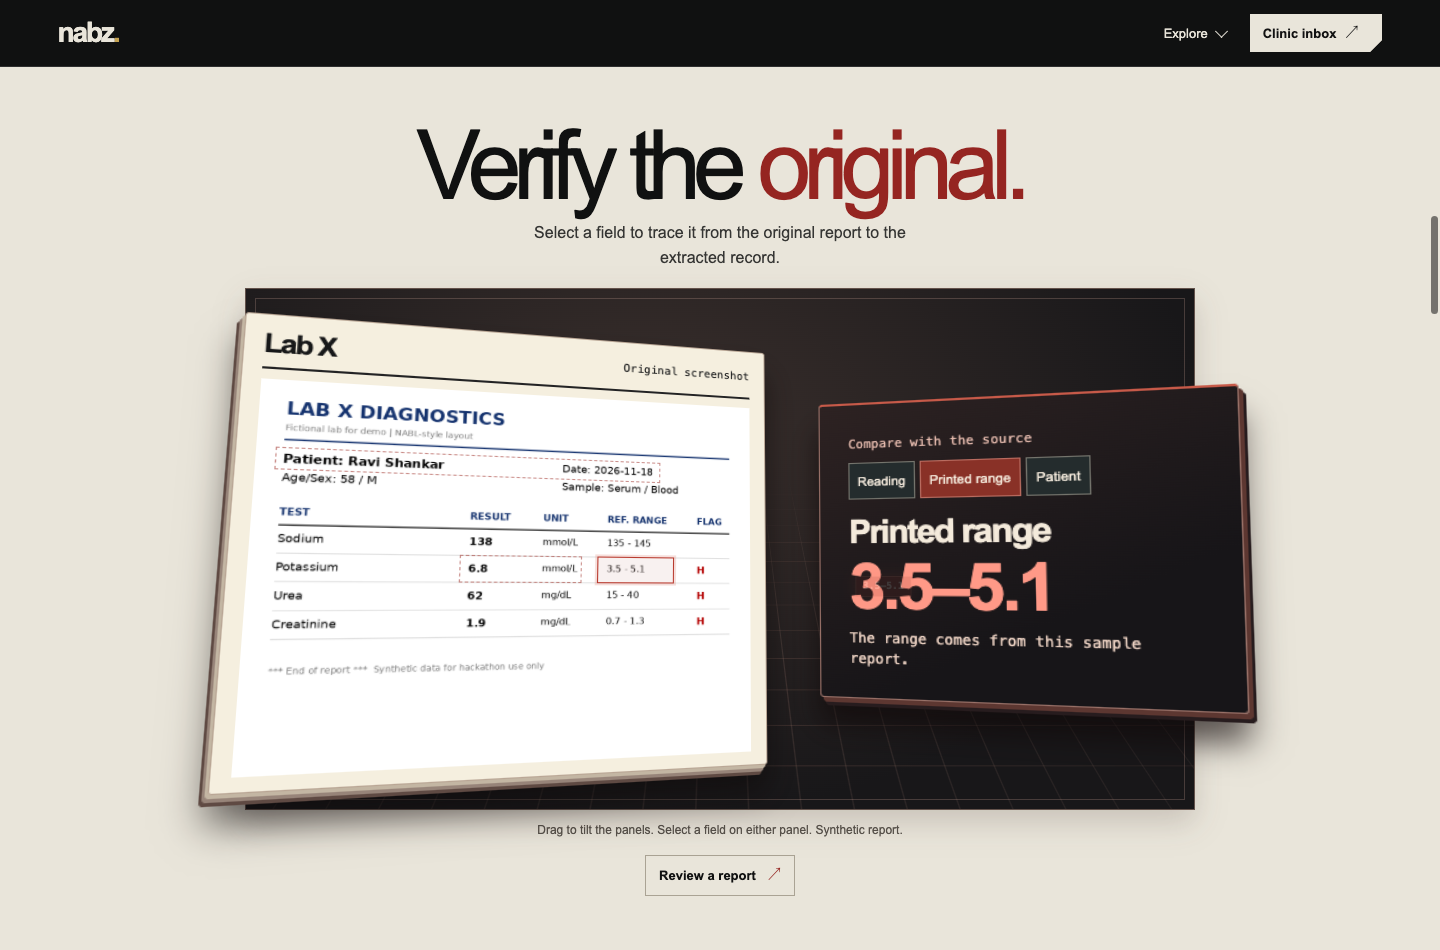 nabz.
Explore
Clinic inbox
Verify the original.
Select a field to trace it from the original report to the
extracted record.
Lab X
Original screenshot
LAB X DIAGNOSTICS
Fictional lab for demo | NABL-style layout
Patient: Ravi Shankar
Date: 2026-11-18
Age/Sex: 58 / M
Sample: Serum / Blood
TEST RESULT UNIT REF. RANGE FLAG
Sodium 138 mmol/L 135 - 145
Potassium 6.8 mmol/L 3.5 - 5.1 H
Urea 62 mg/dL 15 - 40 H
Creatinine 1.9 mg/dL 0.7 - 1.3 H
*** End of report *** Synthetic data for hackathon use only
Compare with the source
Reading
Printed range
Patient
Printed range
3.5–5.1
The range comes from this sample
report.
Drag to tilt the panels. Select a field on either panel. Synthetic report.
Review a report